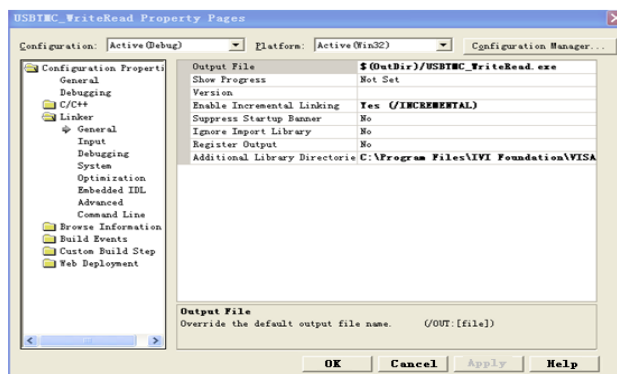 USBTMC_WriteRead Property Pages
Configuration: Active(Debug) Platform: Active(Win32) Configuration Manager...
Configuration Properti
General
Debugging
C/C++
Linker
General
Input
Debugging
System
Optimization
Embedded IDL
Advanced
Command Line
Browse Information
Build Events
Custom Build Step
Web Deployment
Output File $(OutDir)/USBTMC_WriteRead.exe
Show Progress Not Set
Version
Enable Incremental Linking Yes (/INCREMENTAL)
Suppress Startup Banner No
Ignore Import Library No
Register Output No
Additional Library Directorie C:\Program Files\IVI Foundation\VISA
Output File
Override the default output file name. (/OUT:[file])
OK Cancel Apply Help